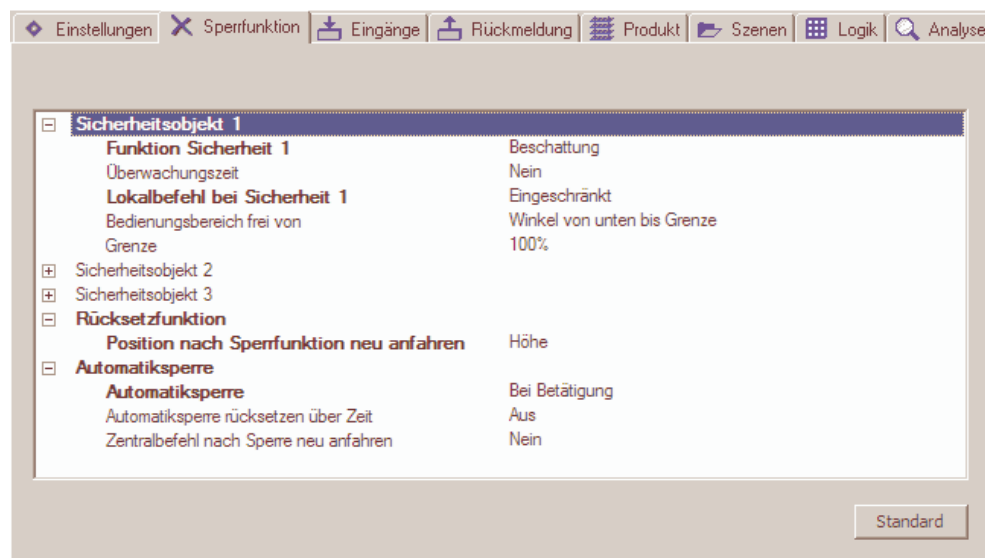 Einstellungen Sperrfunktion Eingänge Rückmeldung Produkt Szenen Logik Analyse
Sicherheitsobjekt 1
Funktion Sicherheit 1 Beschattung
Überwachungszeit Nein
Lokalbefehl bei Sicherheit 1 Eingeschränkt
Bedienungsbereich frei von Winkel von unten bis Grenze
Grenze 100%
Sicherheitsobjekt 2
Sicherheitsobjekt 3
Rücksetzfunktion
Position nach Sperrfunktion neu anfahren Höhe
Automatiksperre
Automatiksperre Bei Betätigung
Automatiksperre rücksetzen über Zeit Aus
Zentralbefehl nach Sperre neu anfahren Nein
Standard